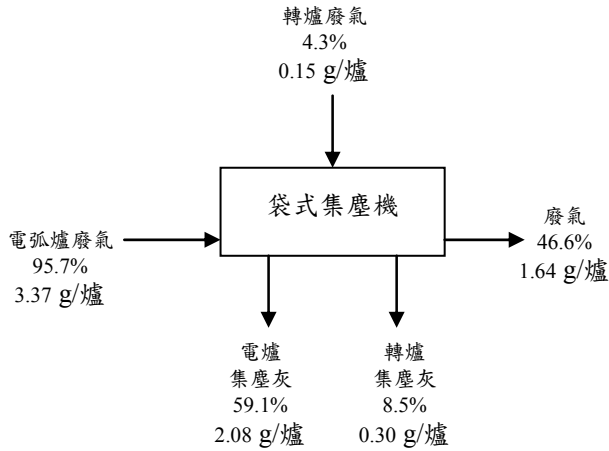 轉爐廢氣
4.3%
0.15 g/爐
袋式集塵機
電弧爐廢氣
95.7%
3.37 g/爐
廢氣
46.6%
1.64 g/爐
電爐
集塵灰
59.1%
2.08 g/爐
轉爐
集塵灰
8.5%
0.30 g/爐